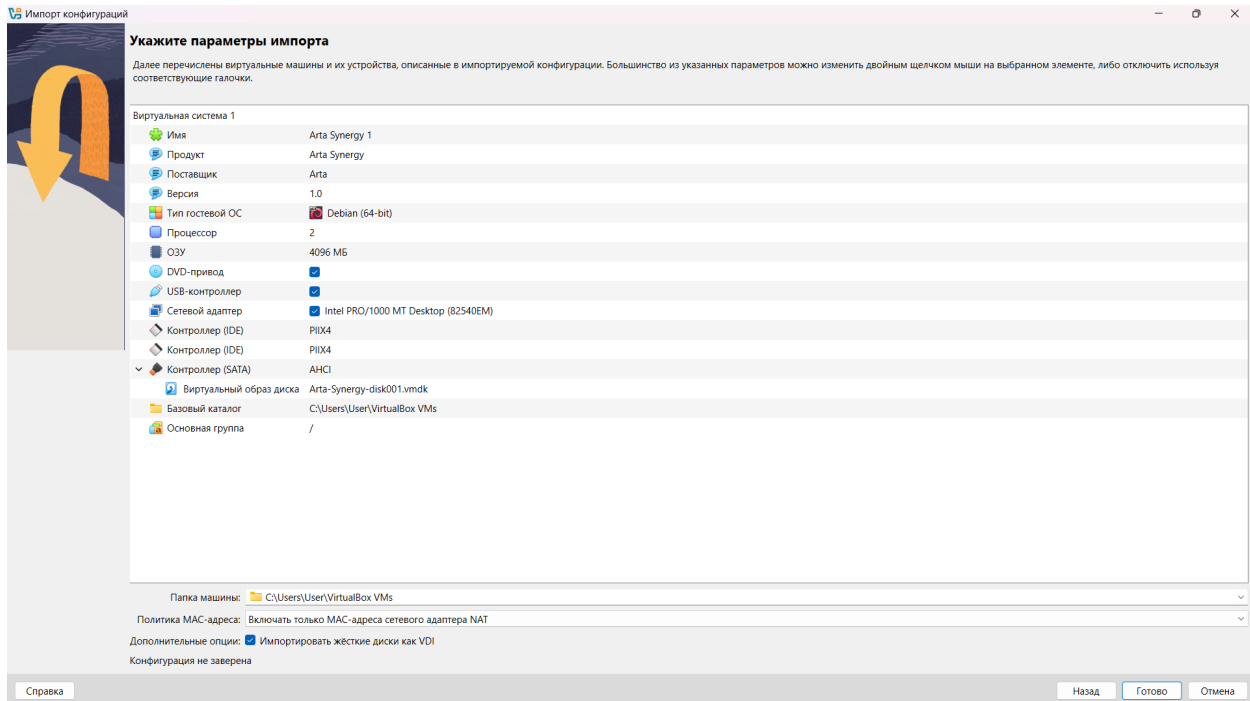 Импорт конфигураций
Укажите параметры импорта
Далее перечислены виртуальные машины и их устройства, описанные в импортируемой конфигурации. Большинство из указанных параметров можно изменить двойным щелчком мыши на выбранном элементе, либо отключить используя
соответствующие галочки.
Виртуальная система 1
Имя Arta Synergy 1
Продукт Arta Synergy
Поставщик Arta
Версия 1.0
Тип гостевой ОС Debian (64-bit)
Процессор 2
ОЗУ 4096 МБ
DVD-привод
USB-контроллер
Сетевой адаптер Intel PRO/1000 MT Desktop (82540EM)
Контроллер (IDE) PIIX4
Контроллер (IDE) PIIX4
Контроллер (SATA) AHCI
Виртуальный образ диска Arta-Synergy-disk001.vmdk
Базовый каталог C:\Users\User\VirtualBox VMs
Основная группа /
Папка машины: C:\Users\User\VirtualBox VMs
Политика MAC-адреса: Включать только MAC-адреса сетевого адаптера NAT
Дополнительные опции: Импортировать жёсткие диски как VDI
Конфигурация не заверена
Справка Назад Готово Отмена